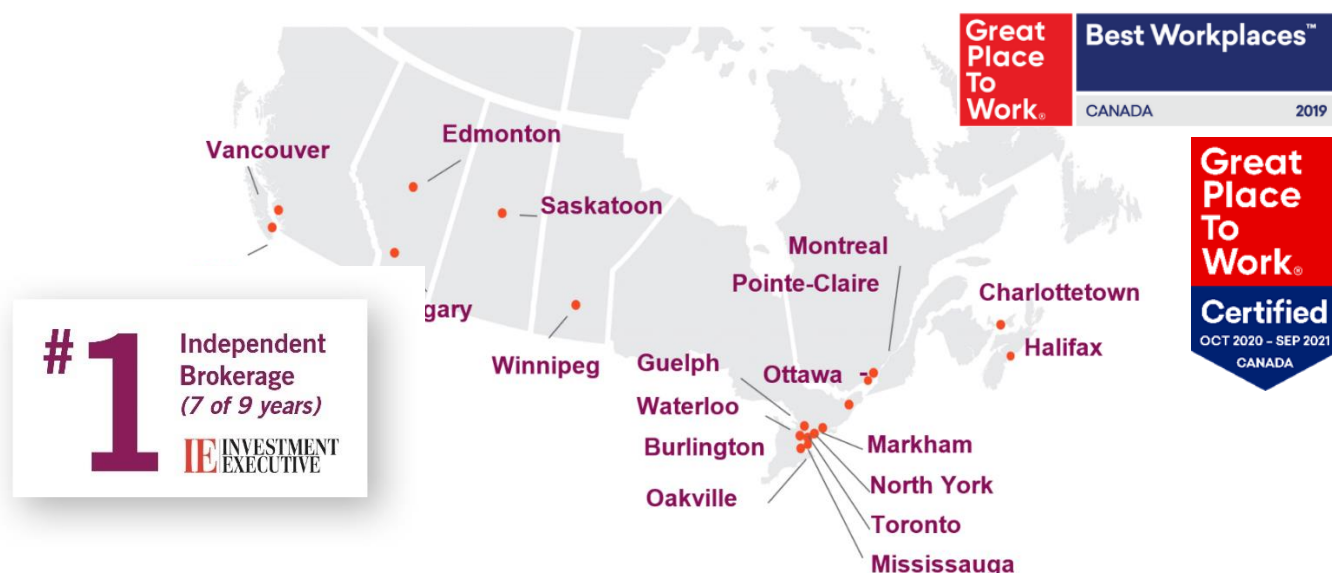 Great
Place
To
Work®
Best Workplaces™
CANADA 2019
Great
Place
To
Work®
Certified
OCT 2020 – SEP 2021
CANADA
Vancouver
Edmonton
Saskatoon
gary
Winnipeg
Montreal
Pointe-Claire
Charlottetown
Halifax
Guelph
Ottawa
Waterloo
Burlington
Oakville
Markham
North York
Toronto
Mississauga
#1
Independent
Brokerage
(7 of 9 years)
IE INVESTMENT
EXECUTIVE